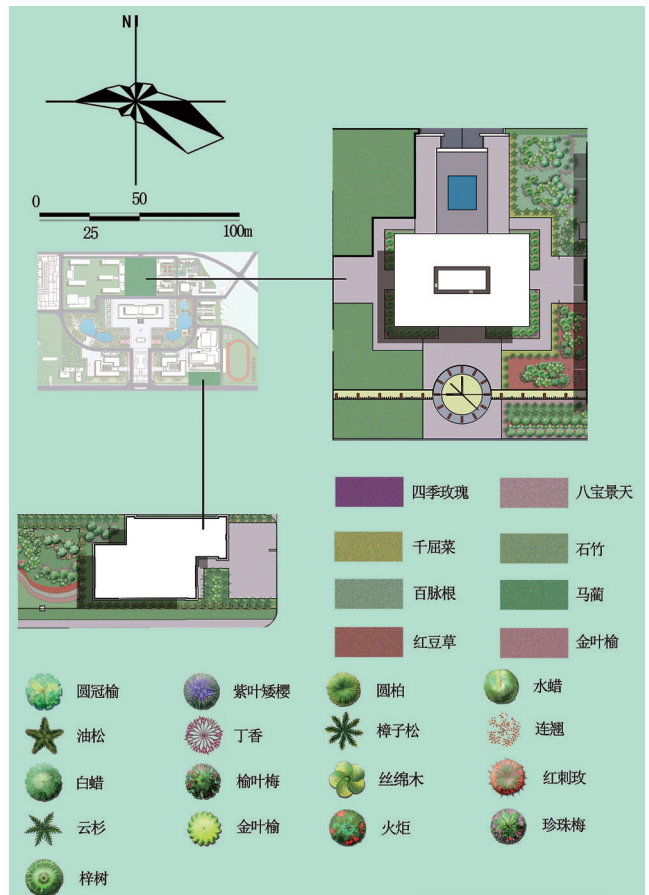 N
0 50
25 100m
四季玫瑰 八宝景天
千屈菜 石竹
百脉根 马蔺
红豆草 金叶榆
圆冠榆 紫叶矮樱 圆柏 水蜡
油松 丁香 樟子松 连翘
白蜡 榆叶梅 丝绵木 红刺玫
云杉 金叶榆 火炬 珍珠梅
梓树